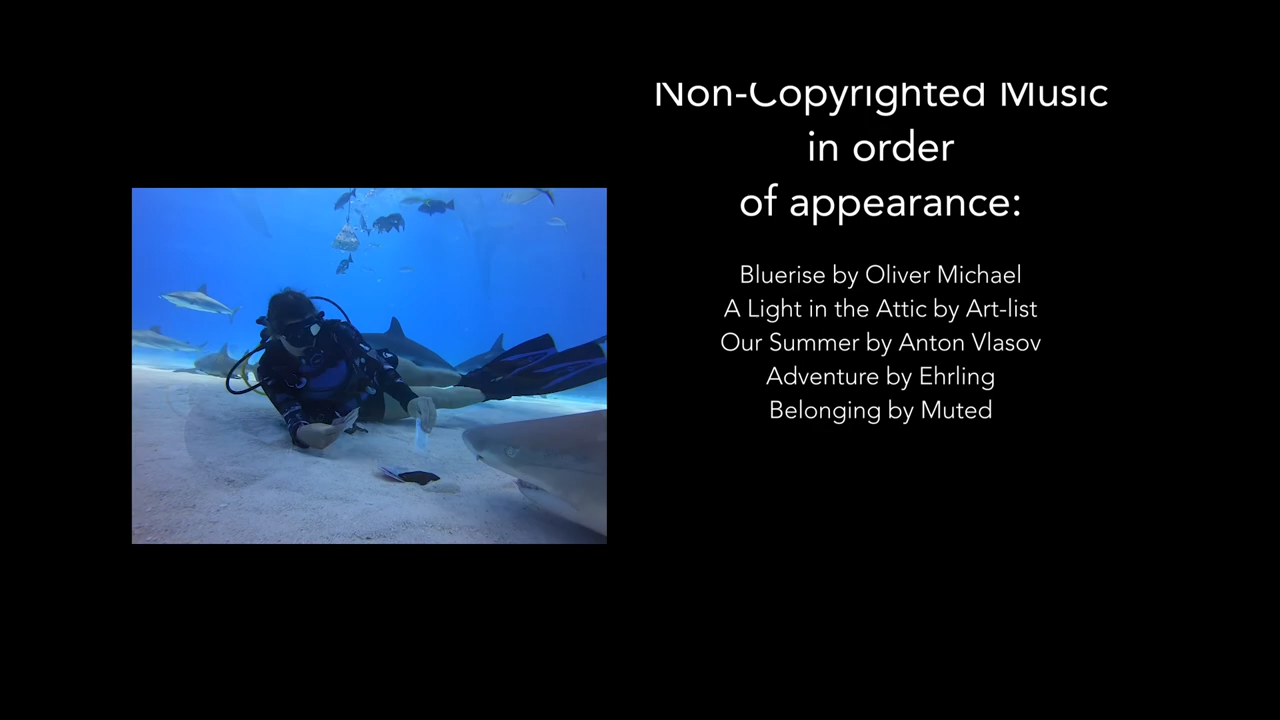 Non-Copyrighted Music
in order
of appearance:
Bluerise by Oliver Michael
A Light in the Attic by Art-list
Our Summer by Anton Vlasov
Adventure by Ehrling
Belonging by Muted